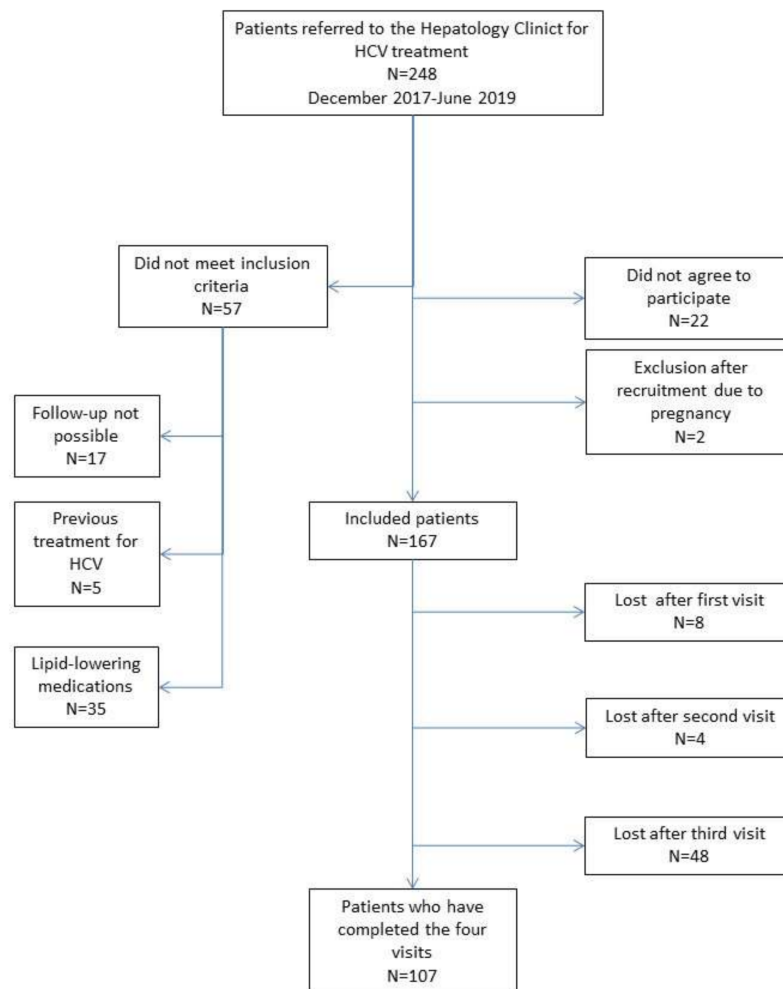 Patients referred to the Hepatology Clinict for
HCV treatment
N=248
December 2017-June 2019
Did not meet inclusion
criteria
N=57
Did not agree to
participate
N=22
Exclusion after
recruitment due to
pregnancy
N=2
Follow-up not
possible
N=17
Previous
treatment for
HCV
N=5
Included patients
N=167
Lipid-lowering
medications
N=35
Lost  after first visit
N=8
Lost after second visit
N=4
Lost after third visit
N=48
Patients who have
completed the four
visits
N=107